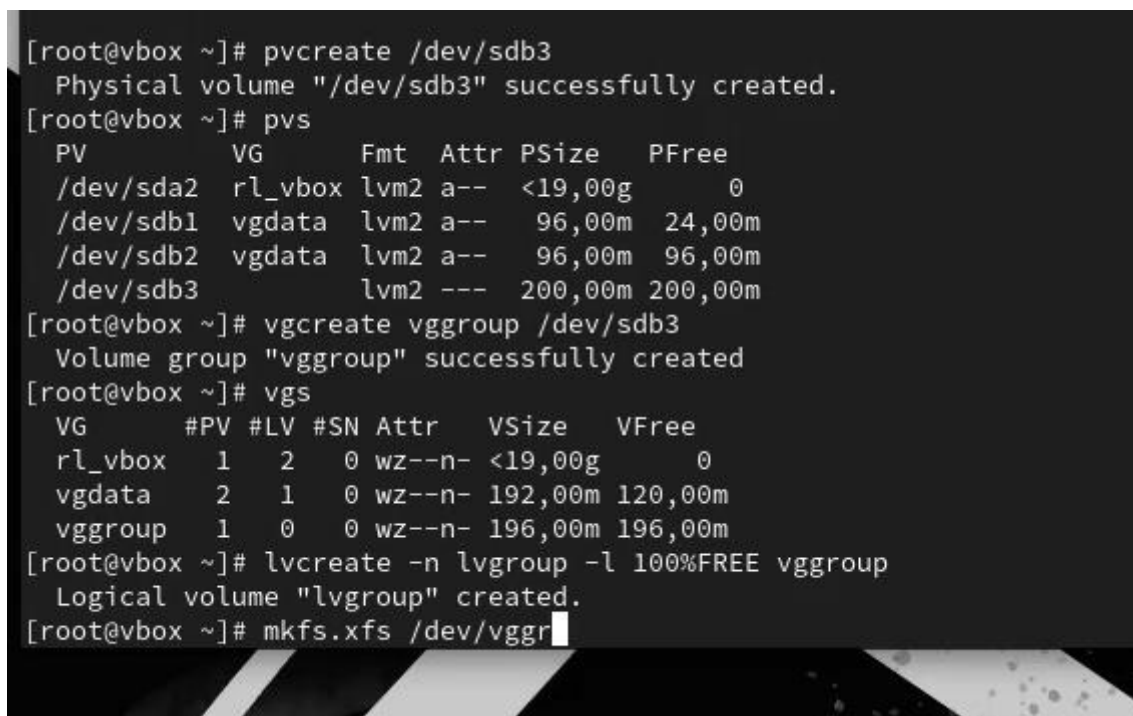 [root@vbox ~]# pvcreate /dev/sdb3
  Physical volume "/dev/sdb3" successfully created.
[root@vbox ~]# pvs
  PV         VG      Fmt  Attr PSize   PFree
  /dev/sda2  rl_vbox lvm2 a--  <19,00g      0
  /dev/sdb1  vgdata  lvm2 a--   96,00m  24,00m
  /dev/sdb2  vgdata  lvm2 a--   96,00m  96,00m
  /dev/sdb3          lvm2 ---  200,00m 200,00m
[root@vbox ~]# vgcreate vggroup /dev/sdb3
  Volume group "vggroup" successfully created
[root@vbox ~]# vgs
  VG      #PV #LV #SN Attr   VSize   VFree
  rl_vbox   1   2   0 wz--n- <19,00g      0
  vgdata    2   1   0 wz--n- 192,00m 120,00m
  vggroup   1   0   0 wz--n- 196,00m 196,00m
[root@vbox ~]# lvcreate -n lvgroup -l 100%FREE vggroup
  Logical volume "lvgroup" created.
[root@vbox ~]# mkfs.xfs /dev/vggr